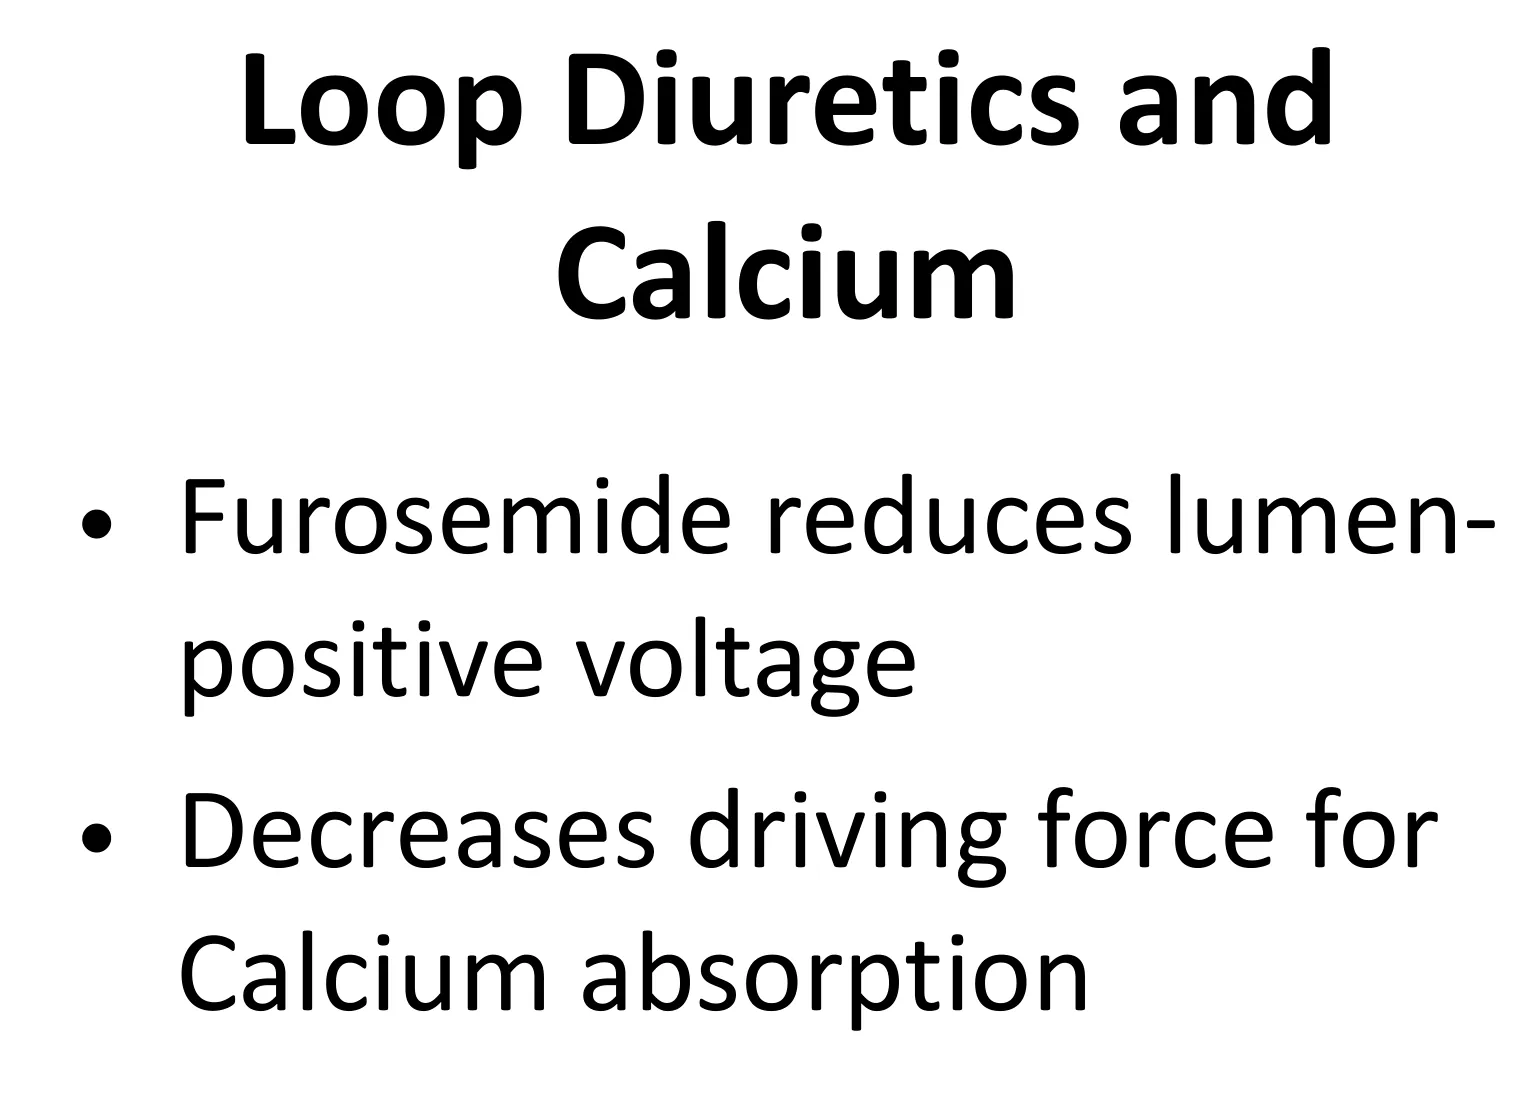 Loop Diuretics and
Calcium
• Furosemide reduces lumen-
positive voltage
• Decreases driving force for
Calcium absorption